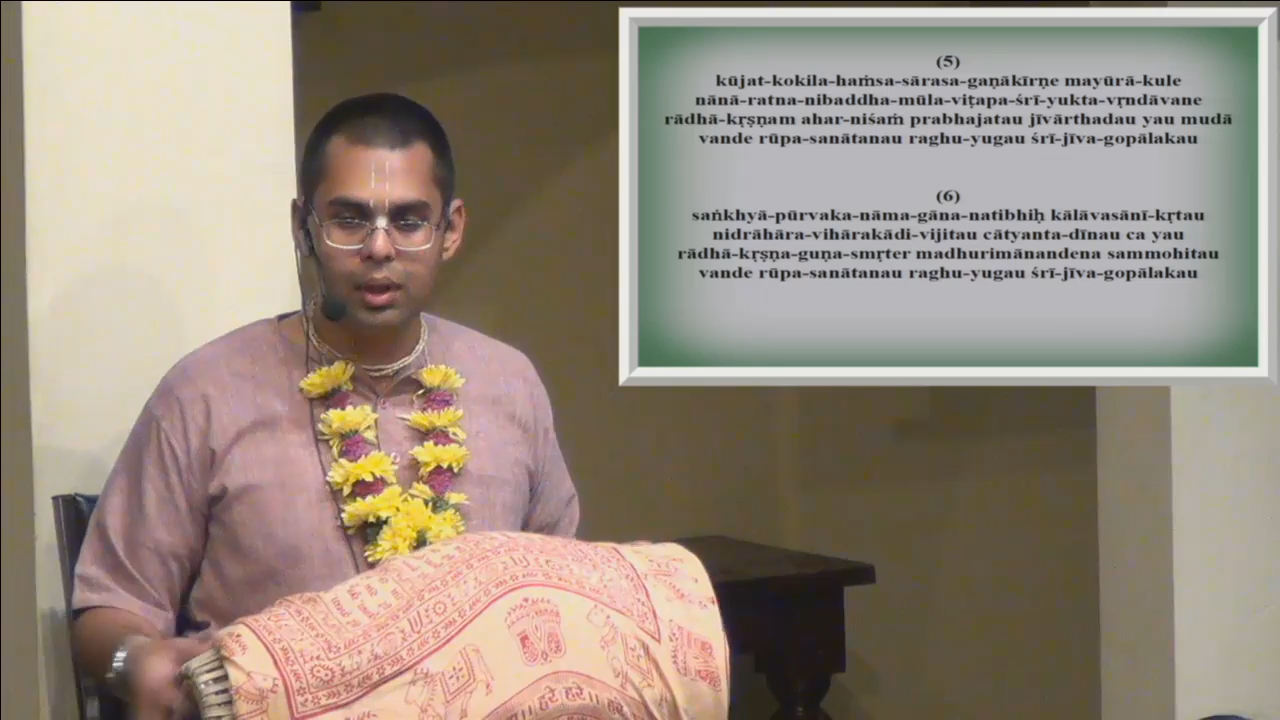 (5)
kūjat-kokila-haṁsa-sārasa-gaṇākīrṇe mayūrā-kule
nānā-ratna-nibaddha-mūla-viṭapa-śrī-yukta-vṛndāvane
rādhā-kṛṣṇam ahar-niśaṁ prabhajatau jīvārthadau yau mudā
vande rūpa-sanātanau raghu-yugau śrī-jīva-gopālakau
(6)
saṅkhyā-pūrvaka-nāma-gāna-natibhiḥ kālāvasānī-kṛtau
nidrāhāra-vihārakādi-vijitau cātyanta-dīnau ca yau
rādhā-kṛṣṇa-guṇa-smṛter madhurimānandena sammohitau
vande rūpa-sanātanau raghu-yugau śrī-jīva-gopālakau
हरे हरे ।।